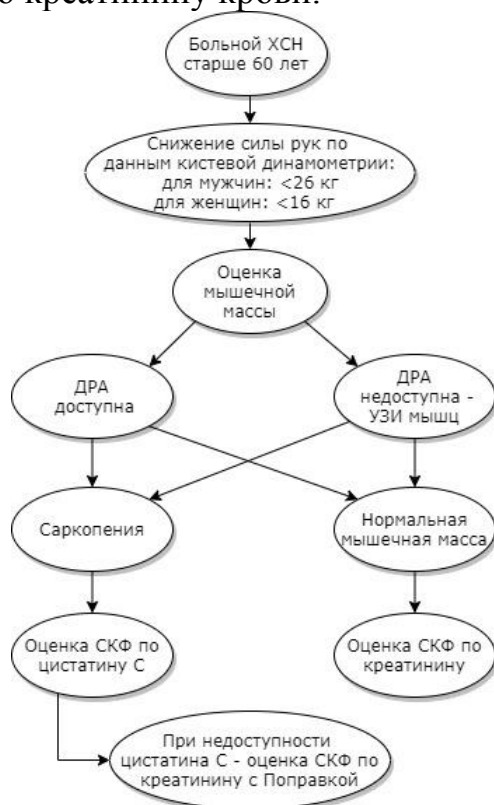 креатинину крови.
Больной ХСН
старше 60 лет
Снижение силы рук по
данным кистевой динамометрии:
для мужчин: <26 кг
для женщин: <16 кг
Оценка
мышечной
массы
ДРА
доступна
ДРА
недоступна -
УЗИ мышц
Саркопения
Нормальная
мышечная масса
Оценка СКФ по
цистатину С
Оценка СКФ по
креатинину
При недоступности
цистатина С - оценка СКФ по
креатинину с Поправкой